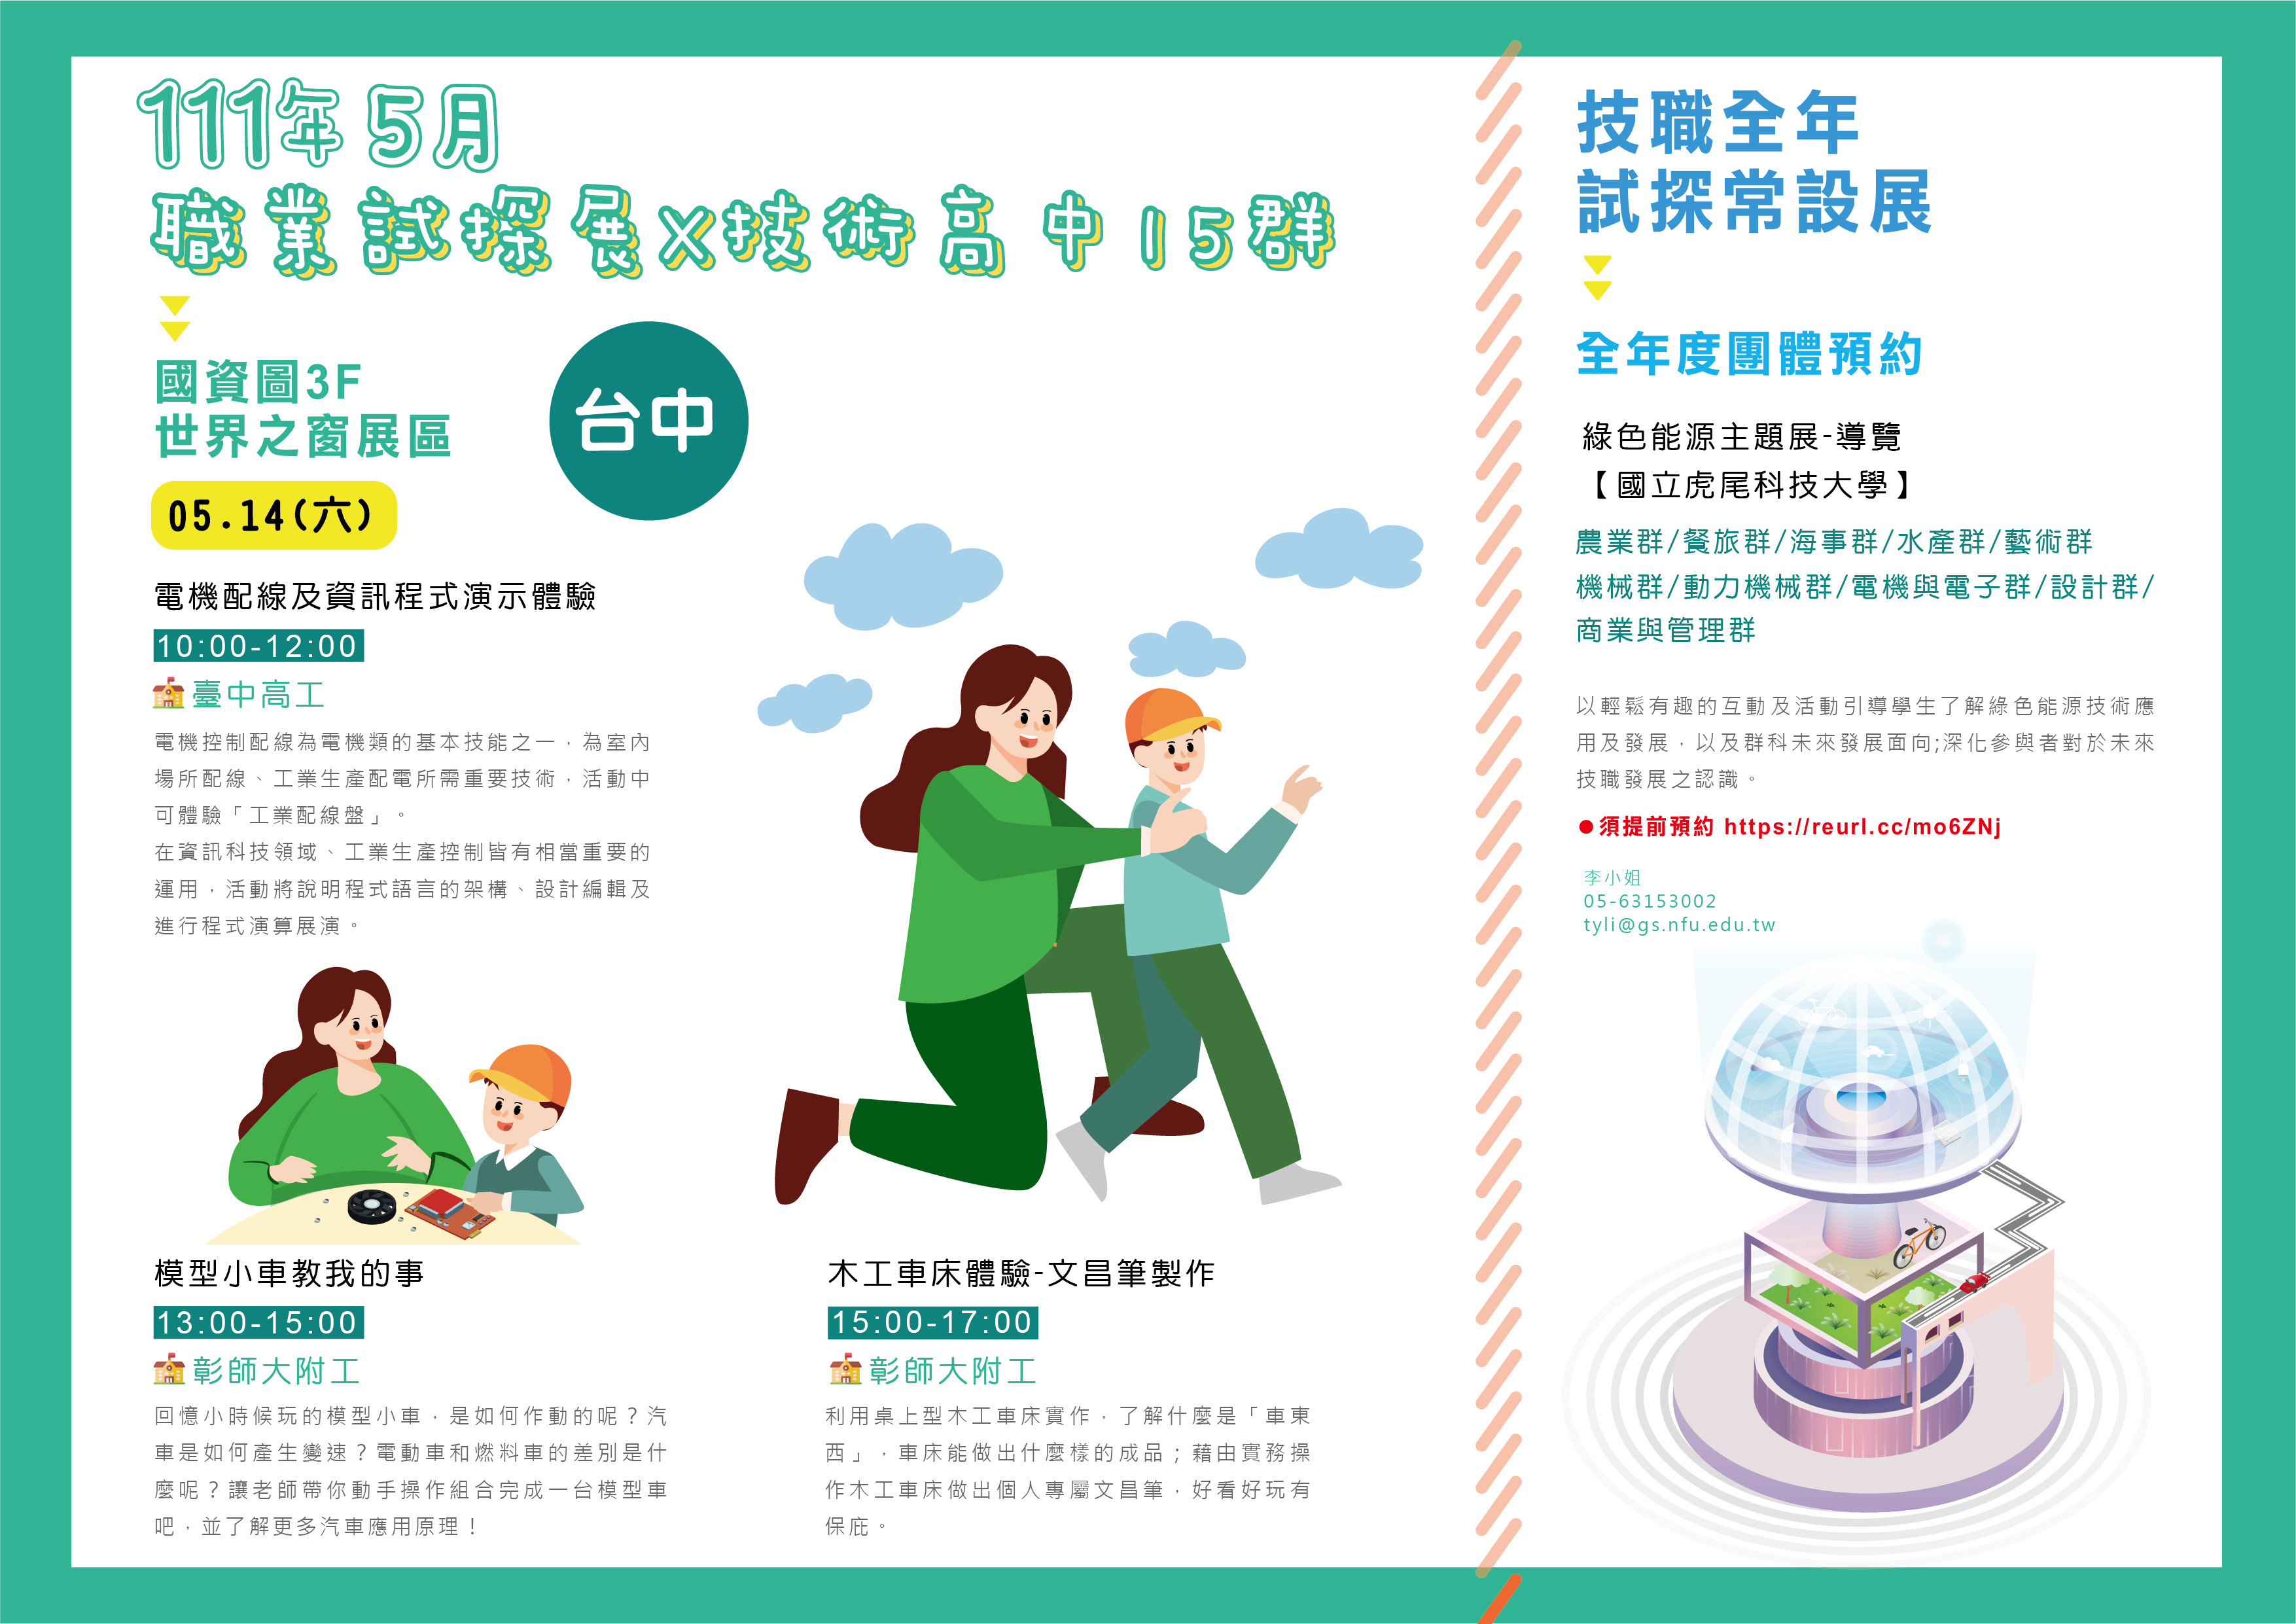 111年 5月
職業試探展X技術高中15群
國資圖3F
世界之窗展區
05.14(六)
台中
電機配線及資訊程式演示體驗
10:00-12:00
臺中高工
電機控制配線為電機類的基本技能之一，為室內
場所配線、工業生產配電所需重要技術，活動中
可體驗「工業配線盤」。
在資訊科技領域、工業生產控制皆有相當重要的
運用，活動將說明程式語言的架構、設計編輯及
進行程式演算展演。
模型小車教我的事
13:00-15:00
彰師大附工
回憶小時候玩的模型小車，是如何作動的呢？汽
車是如何產生變速？電動車和燃料車的差別是什
麼呢？讓老師帶你動手操作組合完成一台模型車
吧，並了解更多汽車應用原理！
木工車床體驗-文昌筆製作
15:00-17:00
彰師大附工
利用桌上型木工車床實作，了解什麼是「車東
西」，車床能做出什麼樣的成品；藉由實務操
作木工車床做出個人專屬文昌筆，好看好玩有
保庇。
技職全年
試探常設展
全年度團體預約
綠色能源主題展-導覽
【國立虎尾科技大學】
農業群/餐旅群/海事群/水產群/藝術群
機械群/動力機械群/電機與電子群/設計群/
商業與管理群
以輕鬆有趣的互動及活動引導學生了解綠色能源技術應
用及發展，以及群科未來發展面向;深化參與者對於未來
技職發展之認識。
●須提前預約 https://reurl.cc/mo6ZNj
李小姐
05-63153002
tyli@gs.nfu.edu.tw